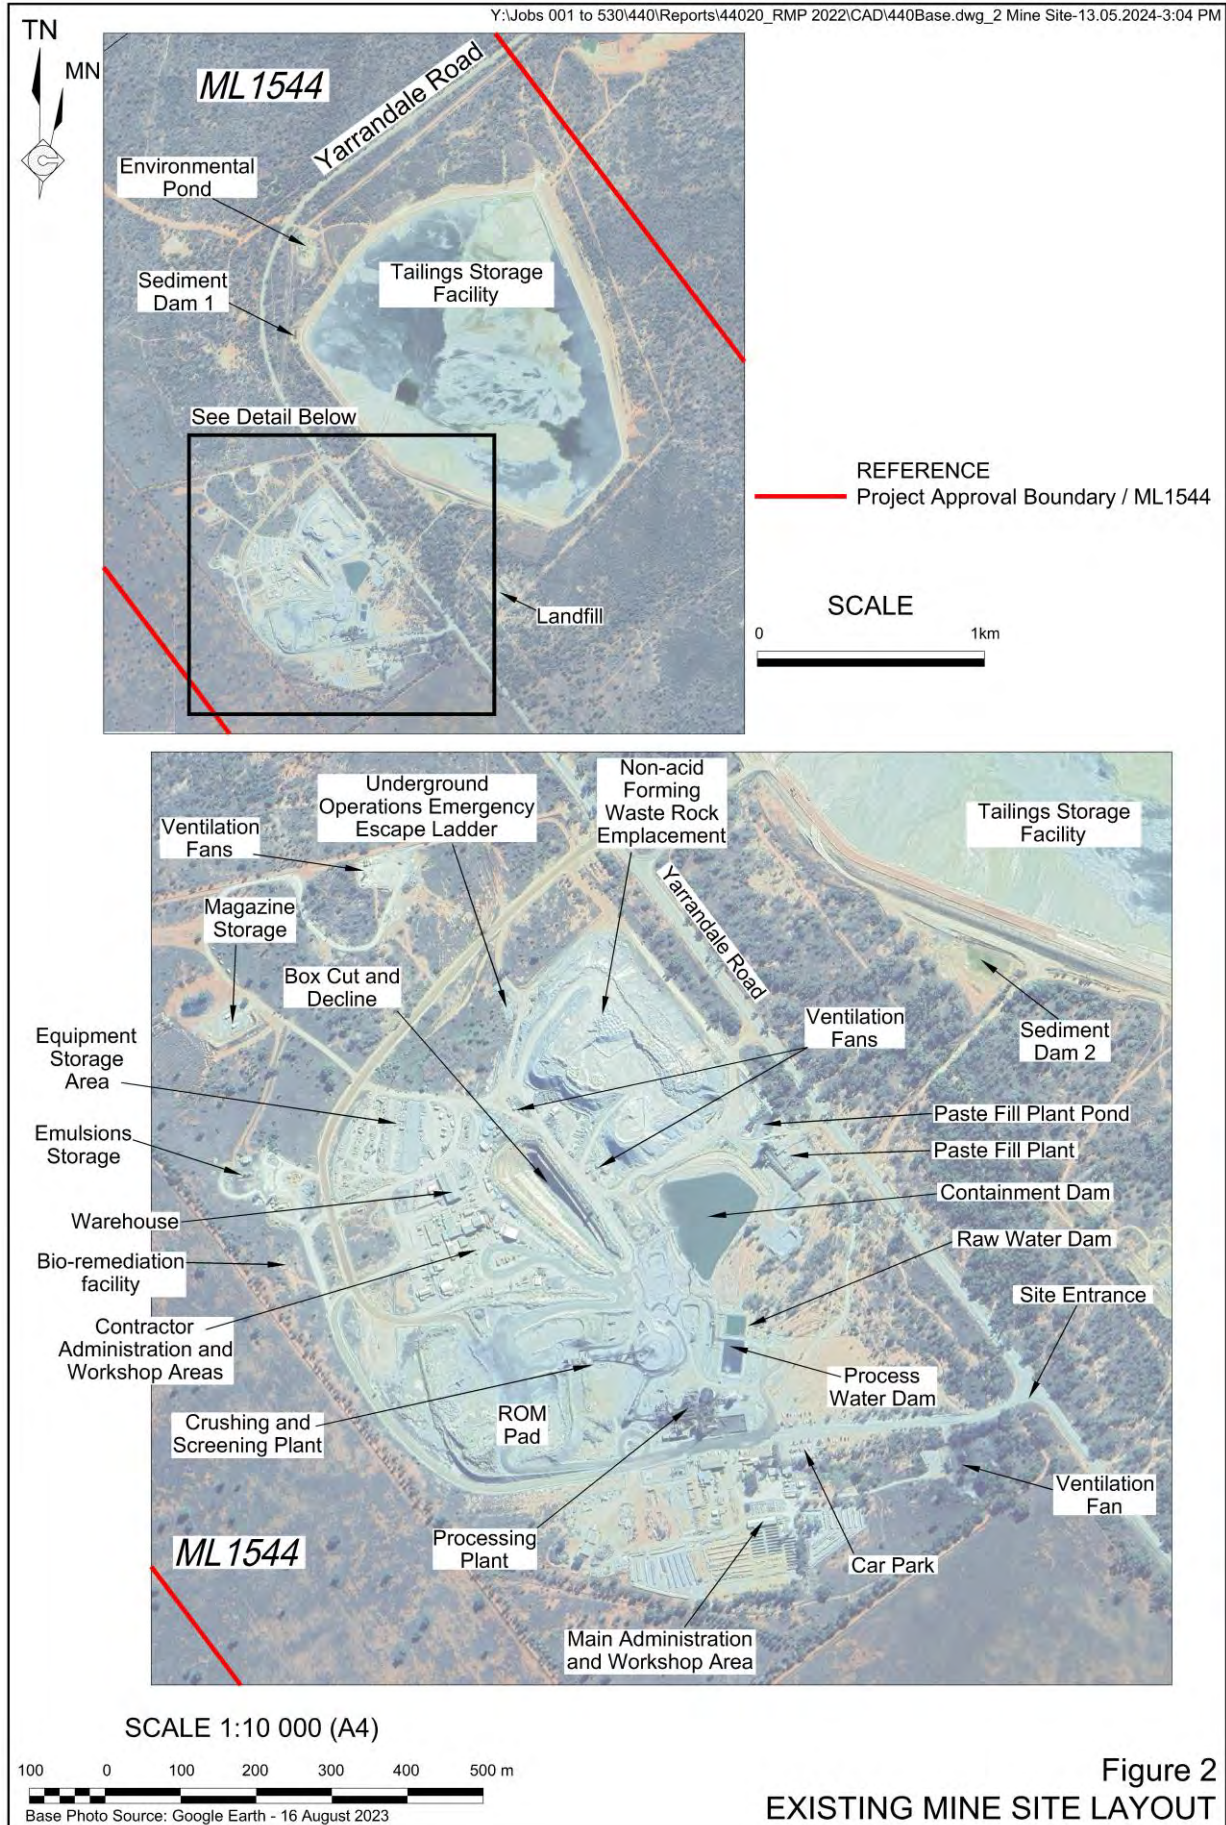 Y:\Jobs 001 to 530\440\Reports\44020_RMP 2022\CAD\440Base.dwg_2 Mine Site-13.05.2024-3:04 PM
TN
MN
ML1544
Yarrandale Road
Environmental
Pond
Sediment
Dam 1
Tailings Storage
Facility
See Detail Below
Landfill
REFERENCE
Project Approval Boundary / ML1544
SCALE
0 1km
Underground
Operations Emergency
Escape Ladder
Non-acid
Forming
Waste Rock
Emplacement
Ventilation
Fans
Tailings Storage
Facility
Magazine
Storage
Yarrandale Road
Box Cut and
Decline
Ventilation
Fans
Sediment
Dam 2
Equipment
Storage
Area
Paste Fill Plant Pond
Emulsions
Storage
Paste Fill Plant
Containment Dam
Warehouse
Raw Water Dam
Bio-remediation
facility
Site Entrance
Contractor
Administration and
Workshop Areas
Process
Water Dam
Crushing and
Screening Plant
ROM
Pad
Ventilation
Fan
Processing
Plant
Car Park
ML1544
Main Administration
and Workshop Area
SCALE 1:10 000 (A4)
100 0 100 200 300 400 500 m
Base Photo Source: Google Earth - 16 August 2023
Figure 2
EXISTING MINE SITE LAYOUT